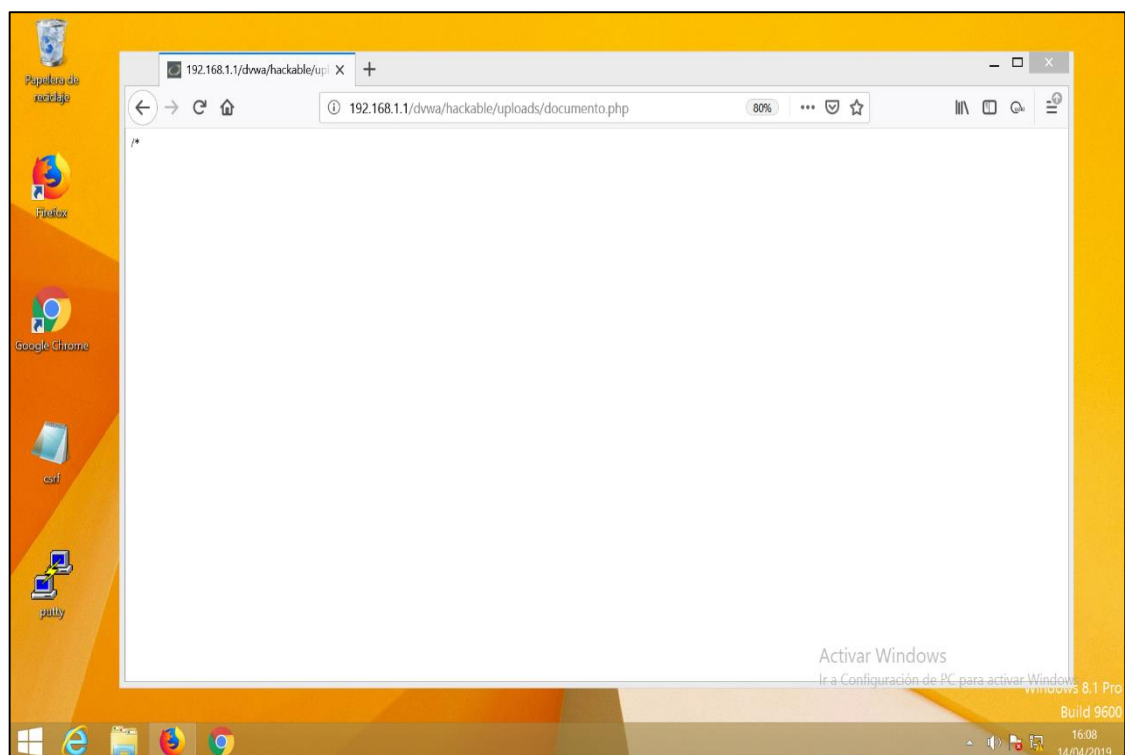 Papelera de
reciclaje
Firefox
Google Chrome
csrf
putty
192.168.1.1/dvwa/hackable/upl
192.168.1.1/dvwa/hackable/uploads/documento.php
80%
/*
Activar Windows
Ir a Configuración de PC para activar Windows
Windows 8.1 Pro
Build 9600
16:08
14/04/2019